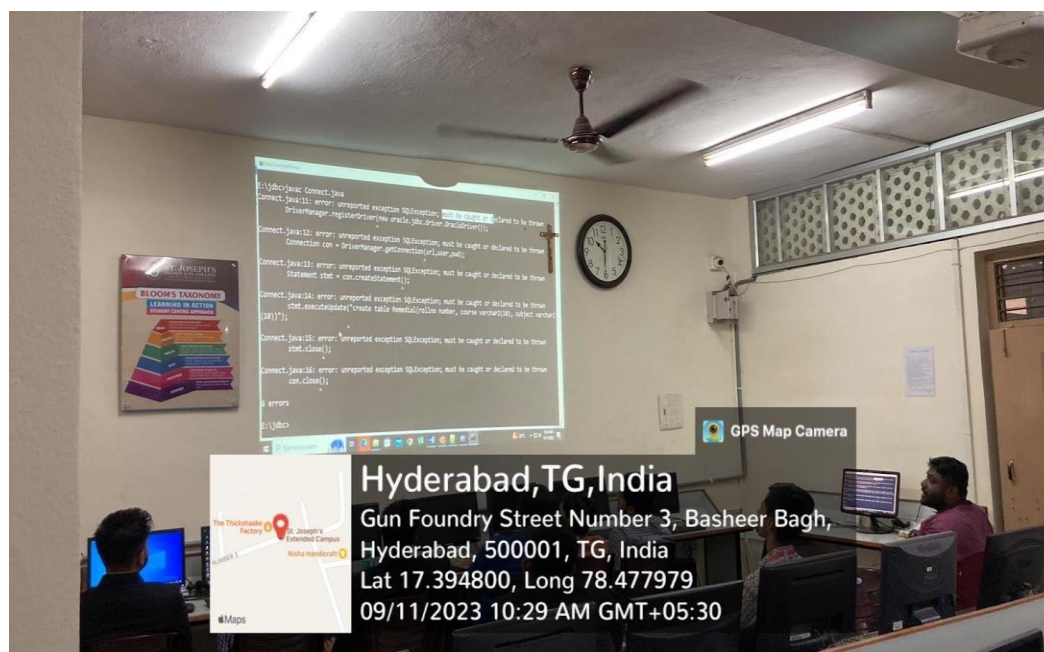 E:\jdbc>javac Connect.java
Connect.java:11: error: unreported exception SQLException; must be caught or declared to be thrown
DriverManager.registerDriver(new oracle.jdbc.driver.OracleDriver());
^
Connect.java:12: error: unreported exception SQLException; must be caught or declared to be thrown
Connection con = DriverManager.getConnection(url,user,pwd);
^
Connect.java:13: error: unreported exception SQLException; must be caught or declared to be thrown
Statement stmt = con.createStatement();
^
Connect.java:14: error: unreported exception SQLException; must be caught or declared to be thrown
stmt.executeUpdate("create table Remedial(rollno number, course varchar2(10), subject varchar2
(10))");
^
Connect.java:15: error: unreported exception SQLException; must be caught or declared to be thrown
stmt.close();
^
Connect.java:16: error: unreported exception SQLException; must be caught or declared to be thrown
con.close();
^
6 errors
E:\jdbc>
ST. JOSEPH'S
BLOOM'S TAXONOMY
LEARNING IN ACTION
STUDENT CENTRIC APPROACH
GPS Map Camera
The Thickshaake
Factory
St. Joseph's
Extended Campus
Nisha Handicraft
NUMBER 3
Maps
Hyderabad,TG,India
Gun Foundry Street Number 3, Basheer Bagh,
Hyderabad, 500001, TG, India
Lat 17.394800, Long 78.477979
09/11/2023 10:29 AM GMT+05:30